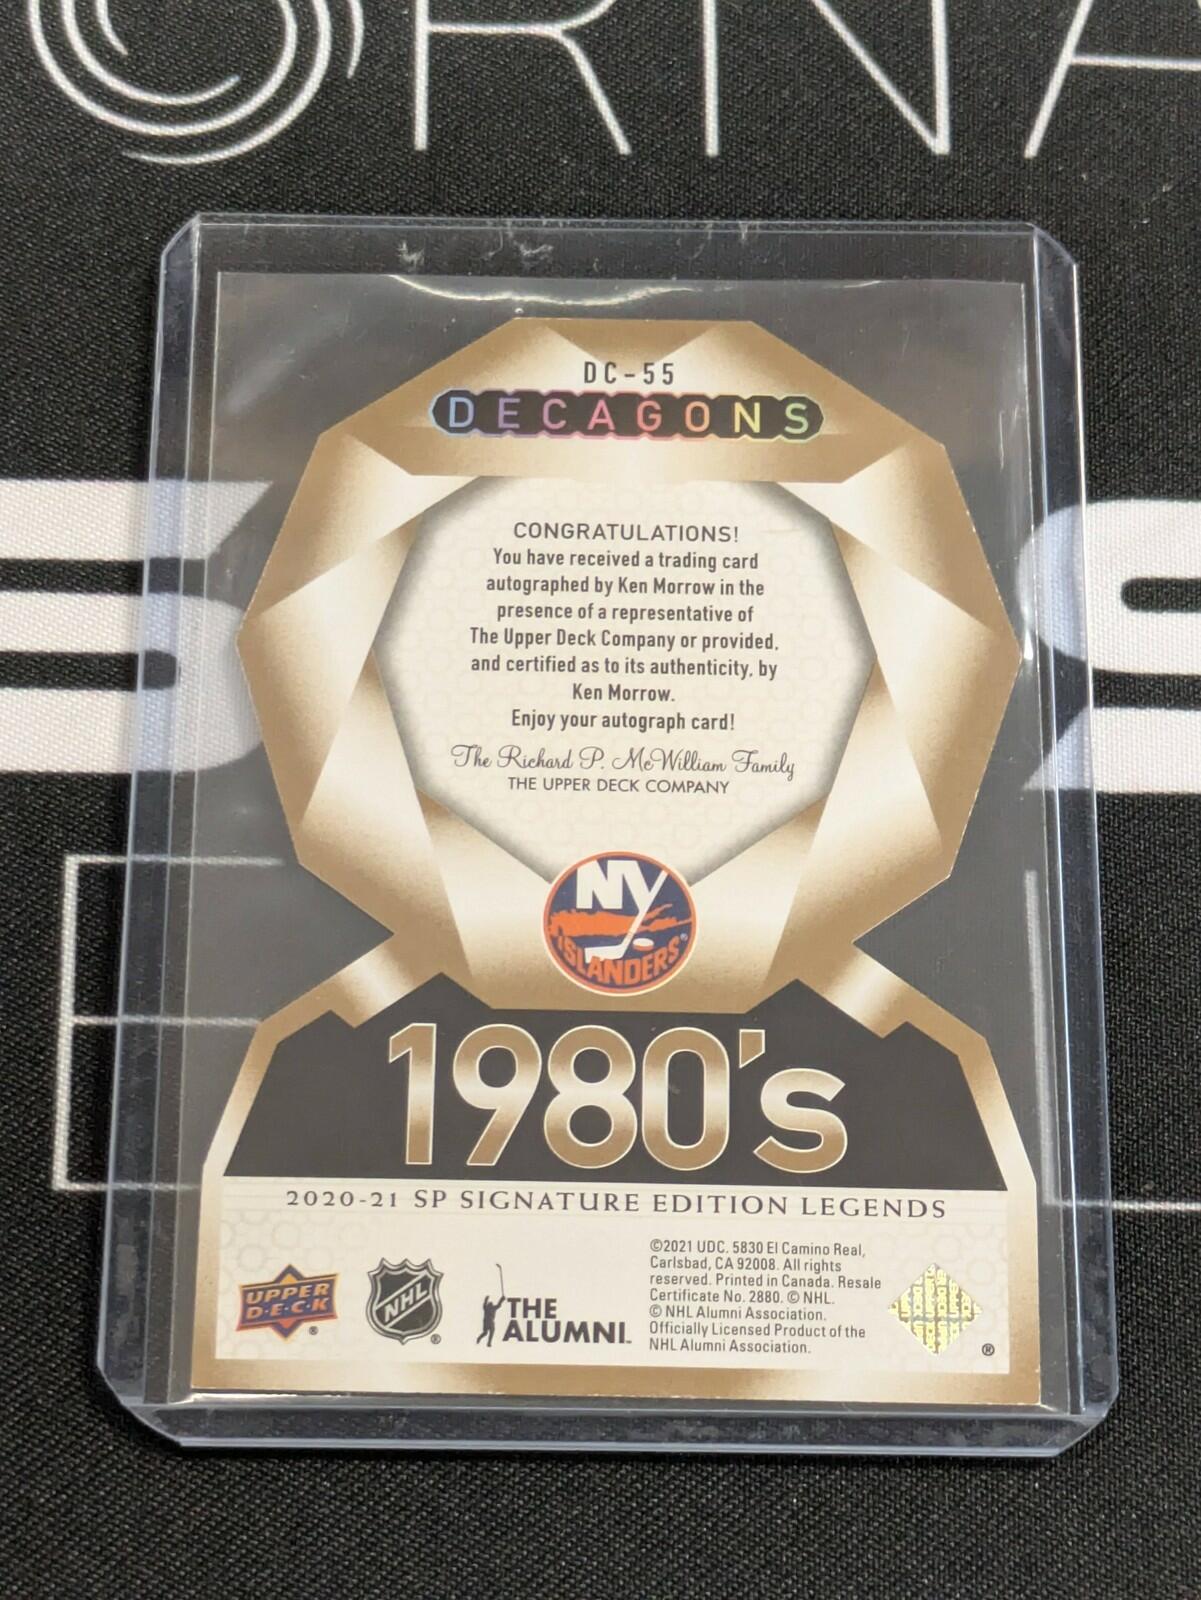 ORNA
DC-55
DECAGONS
CONGRATULATIONS!
You have received a trading card
autographed by Ken Morrow in the
presence of a representative of
The Upper Deck Company or provided,
and certified as to its authenticity, by
Ken Morrow.
Enjoy your autograph card!
The Richard P. McWilliam Family
THE UPPER DECK COMPANY
NY
ISLANDERS®
1980's
2020-21 SP SIGNATURE EDITION LEGENDS
UPPER
D·E·C·K
®
NHL
®
THE
ALUMNI™
©2021 UDC. 5830 El Camino Real,
Carlsbad, CA 92008. All rights
reserved. Printed in Canada. Resale
Certificate No. 2880. © NHL.
© NHL Alumni Association.
Officially Licensed Product of the
NHL Alumni Association.
®